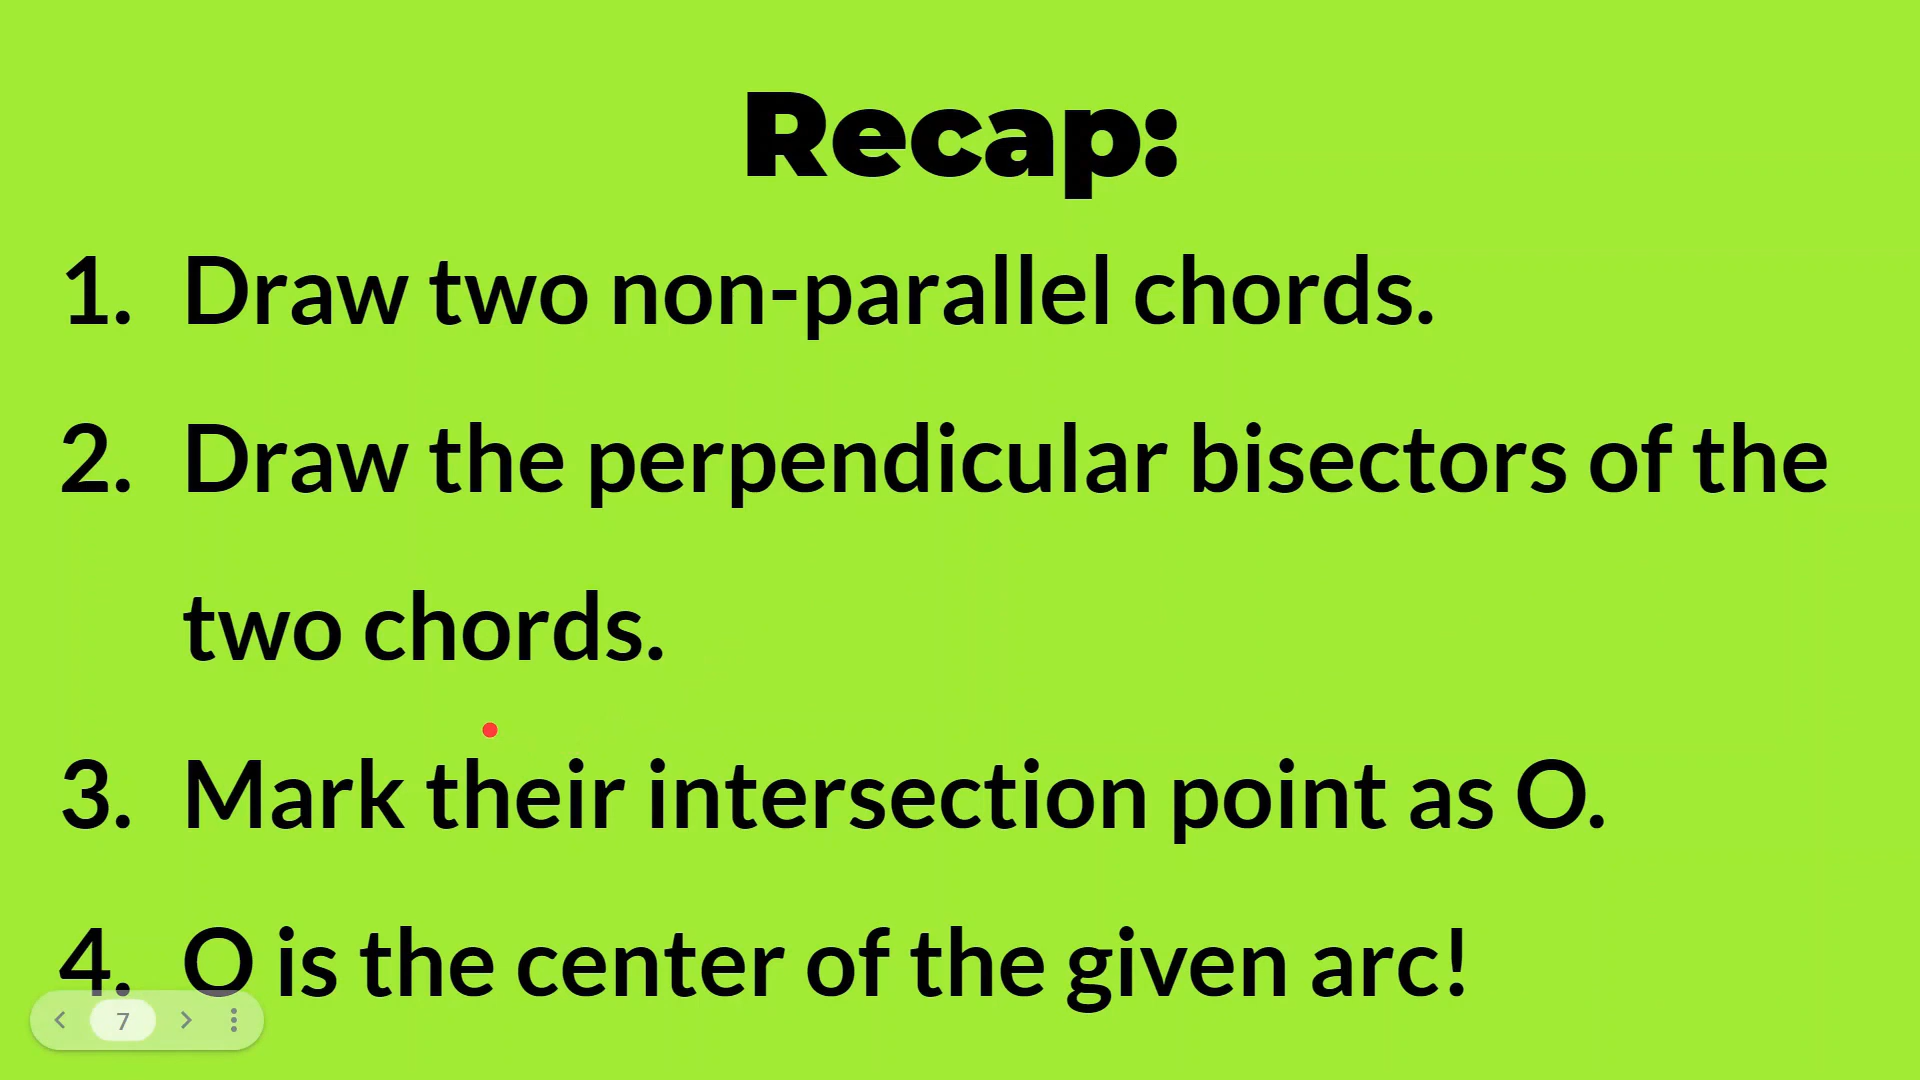 Recap:
1. Draw two non-parallel chords.
2. Draw the perpendicular bisectors of the
two chords.
3. Mark their intersection point as O.
4. O is the center of the given arc!
7